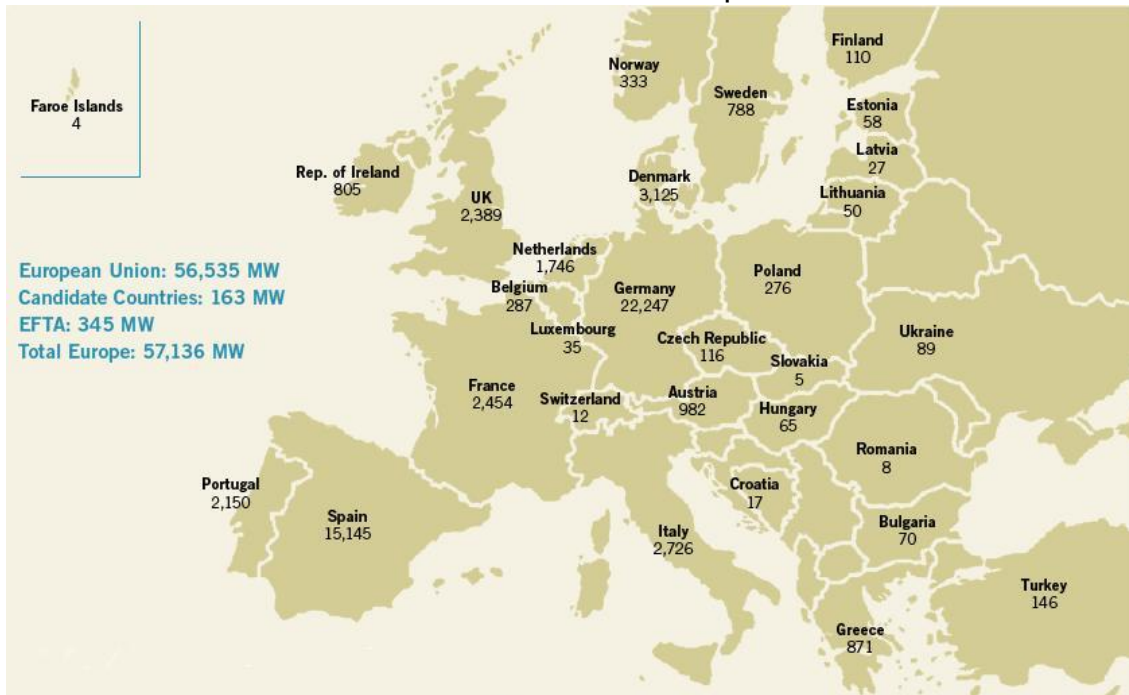 Finland
110
Norway
333
Sweden
788
Faroe Islands
4
Estonia
58
Latvia
27
Rep. of Ireland
805
Denmark
3,125
Lithuania
50
UK
2,389
Netherlands
1,746
European Union: 56,535 MW
Candidate Countries: 163 MW
EFTA: 345 MW
Total Europe: 57,136 MW
Belgium
287
Germany
22,247
Poland
276
Luxembourg
35
Czech Republic
116
Ukraine
89
Slovakia
5
France
2,454
Switzerland
12
Austria
982
Hungary
65
Romania
8
Portugal
2,150
Spain
15,145
Croatia
17
Italy
2,726
Bulgaria
70
Turkey
146
Greece
871